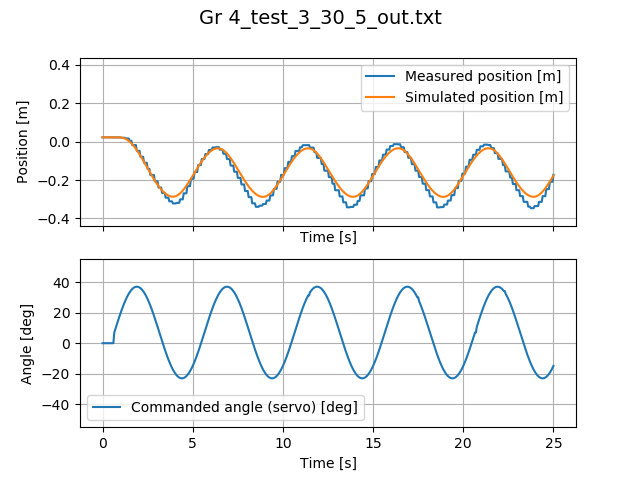 Gr 4_test_3_30_5_out.txt
0.4
0.2
0.0
−0.2
−0.4
Position [m]
Measured position [m]
Simulated position [m]
Time [s]
40
20
0
−20
−40
Angle [deg]
Commanded angle (servo) [deg]
0 5 10 15 20 25
Time [s]